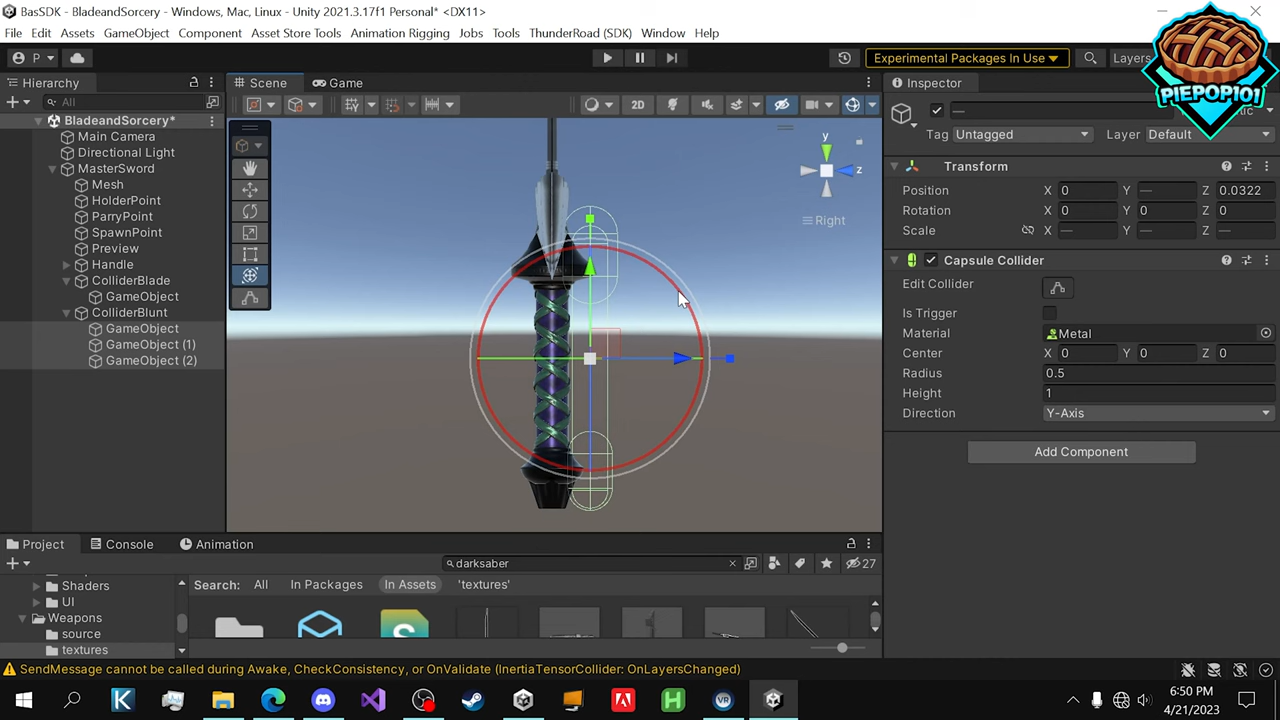 BasSDK - BladeandSorcery - Windows, Mac, Linux - Unity 2021.3.17f1 Personal* <DX11>
File Edit Assets GameObject Component Asset Store Tools Animation Rigging Jobs Tools ThunderRoad (SDK) Window Help
P Experimental Packages In Use Layers
PIEPOP101
Hierarchy
All
BladeandSorcery*
Main Camera
Directional Light
MasterSword
Mesh
HolderPoint
ParryPoint
SpawnPoint
Preview
Handle
ColliderBlade
GameObject
ColliderBlunt
GameObject
GameObject (1)
GameObject (2)
Scene Game
2D
y
z
Right
Inspector
Tag Untagged Layer Default
Transform
Position X 0 Y — Z 0.0322
Rotation X 0 Y 0 Z 0
Scale X — Y — Z —
Capsule Collider
Edit Collider
Is Trigger
Material Metal
Center X 0 Y 0 Z 0
Radius 0.5
Height 1
Direction Y-Axis
Add Component
Project Console Animation
darksaber 27
Shaders
UI
Weapons
source
textures
Search: All In Packages In Assets 'textures'
SendMessage cannot be called during Awake, CheckConsistency, or OnValidate (InertiaTensorCollider: OnLayersChanged)
6:50 PM
4/21/2023